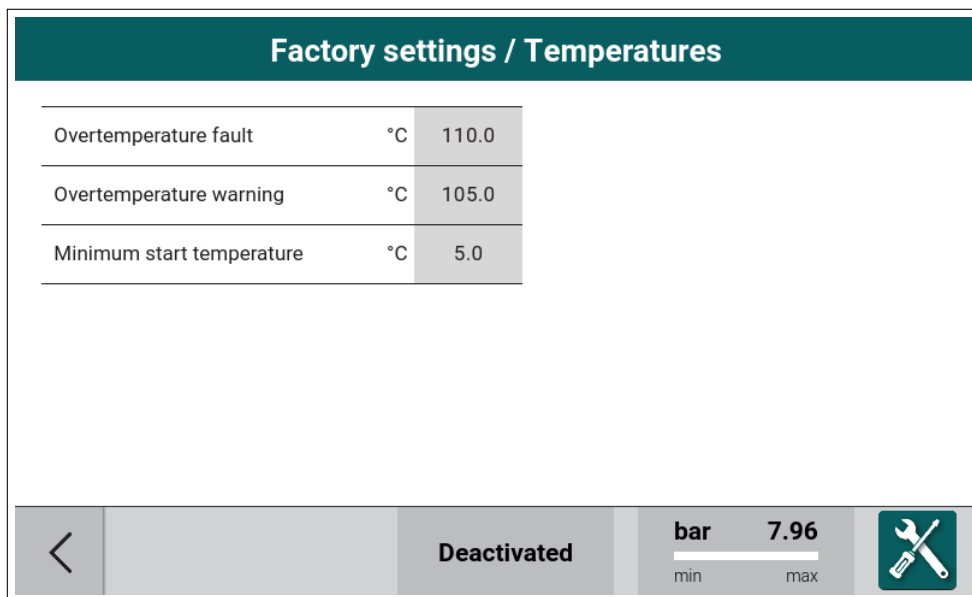 Factory settings / Temperatures
Overtemperature fault °C 110.0
Overtemperature warning °C 105.0
Minimum start temperature °C 5.0
Deactivated
bar 7.96
min max